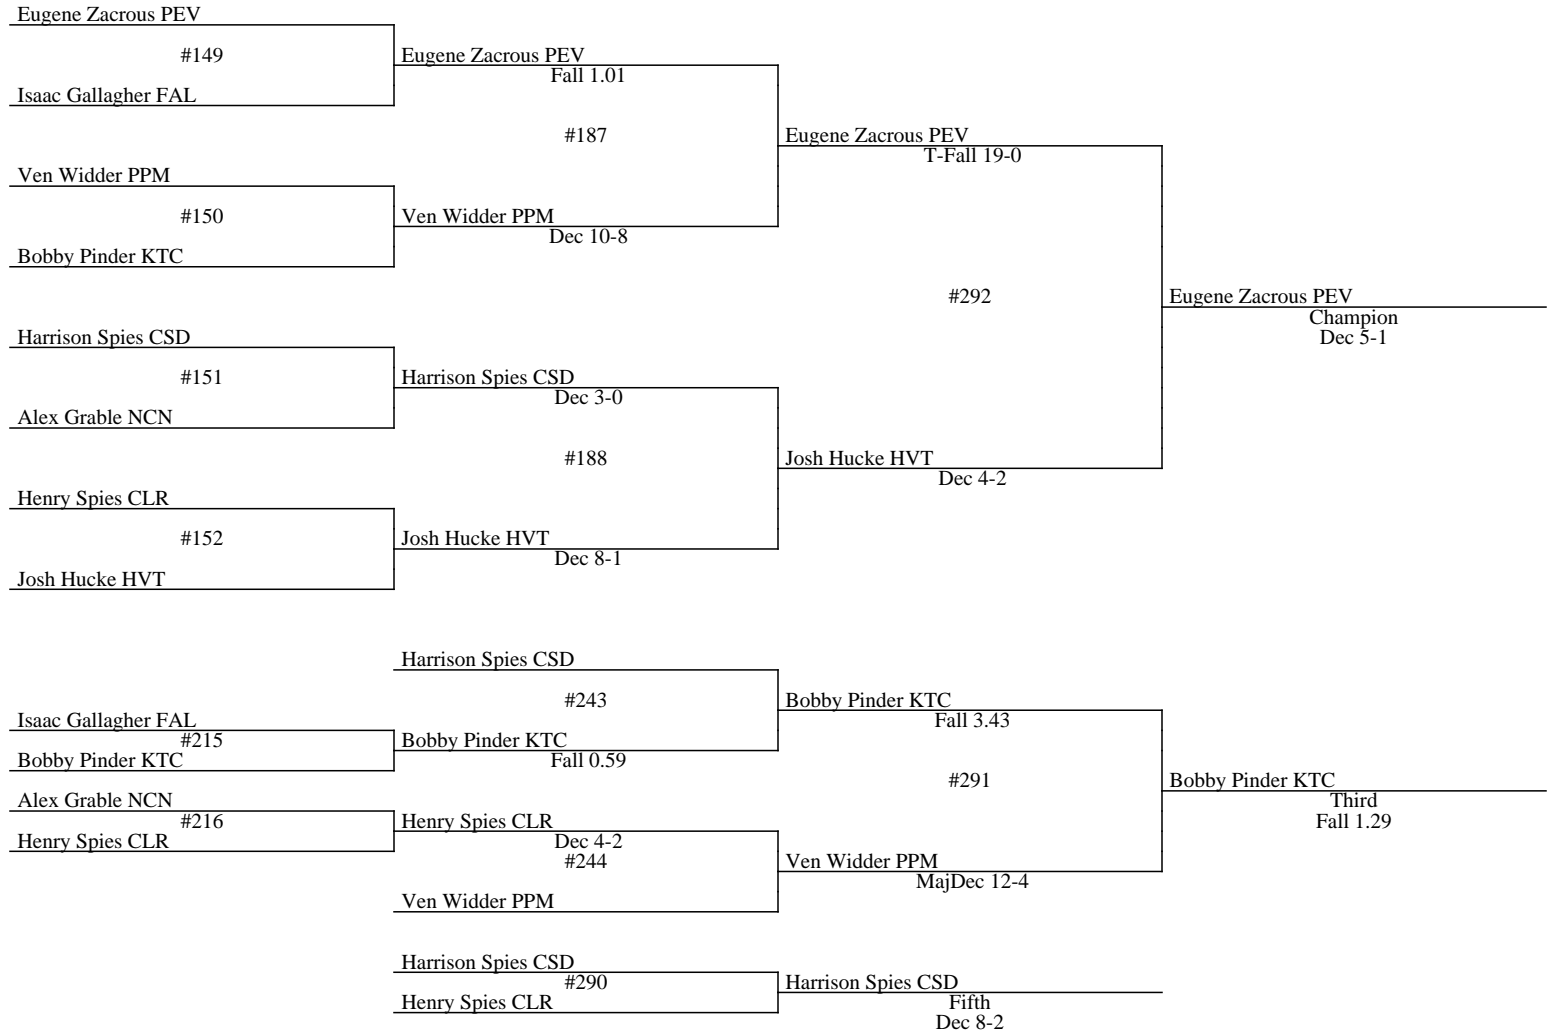 Eugene Zacrous PEV
#149
Isaac Gallagher FAL
Eugene Zacrous PEV
Fall 1.01
#187
Ven Widder PPM
#150
Bobby Pinder KTC
Ven Widder PPM
Dec 10-8
Eugene Zacrous PEV
T-Fall 19-0
#292
Harrison Spies CSD
#151
Alex Grable NCN
Harrison Spies CSD
Dec 3-0
#188
Henry Spies CLR
#152
Josh Hucke HVT
Josh Hucke HVT
Dec 8-1
Josh Hucke HVT
Dec 4-2
Eugene Zacrous PEV
Champion
Dec 5-1
Harrison Spies CSD
#243
Isaac Gallagher FAL
#215
Bobby Pinder KTC
Bobby Pinder KTC
Fall 0.59
Bobby Pinder KTC
Fall 3.43
#291
Alex Grable NCN
#216
Henry Spies CLR
Henry Spies CLR
Dec 4-2
#244
Ven Widder PPM
Ven Widder PPM
MajDec 12-4
Bobby Pinder KTC
Third
Fall 1.29
Harrison Spies CSD
#290
Henry Spies CLR
Harrison Spies CSD
Fifth
Dec 8-2